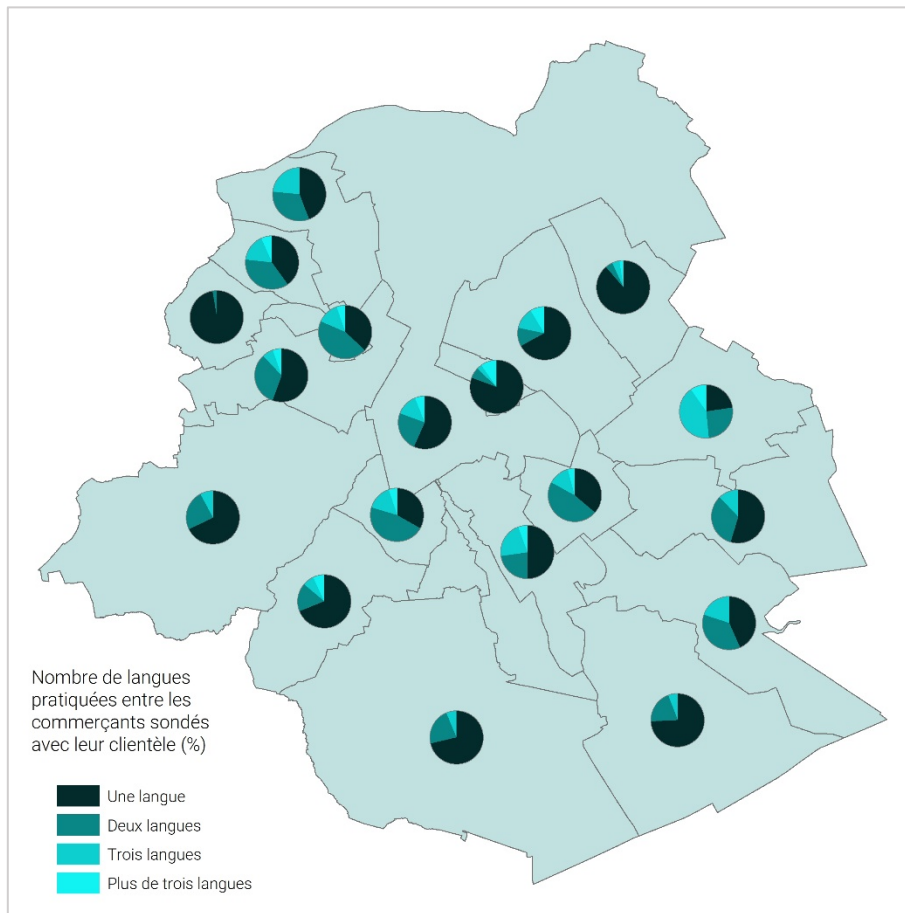 Nombre de langues
pratiquées entre les
commerçants sondés
avec leur clientèle (%)
Une langue
Deux langues
Trois langues
Plus de trois langues